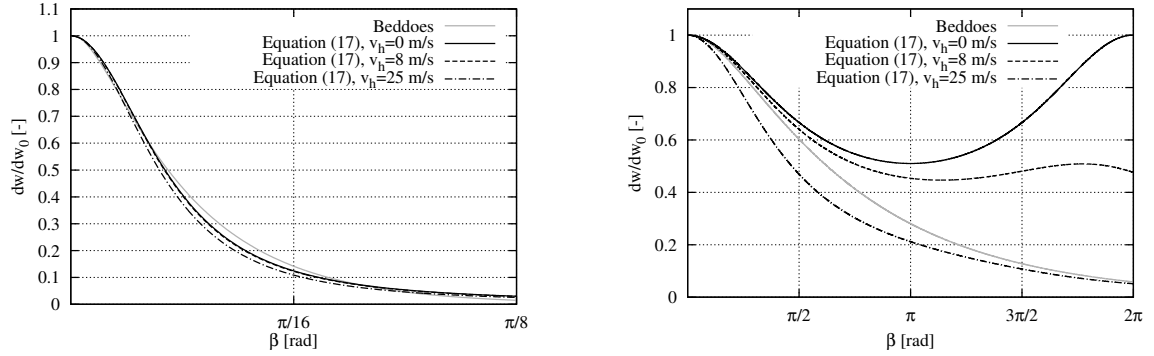 1.1
1
0.9
0.8
0.7
0.6
0.5
0.4
0.3
0.2
0.1
0
dw/dw₀ [-]
Beddoes
Equation (17), vₕ=0 m/s
Equation (17), vₕ=8 m/s
Equation (17), vₕ=25 m/s
π/16
π/8
β [rad]
1
0.8
0.6
0.4
0.2
0
dw/dw₀ [-]
Beddoes
Equation (17), vₕ=0 m/s
Equation (17), vₕ=8 m/s
Equation (17), vₕ=25 m/s
π/2
π
3π/2
2π
β [rad]